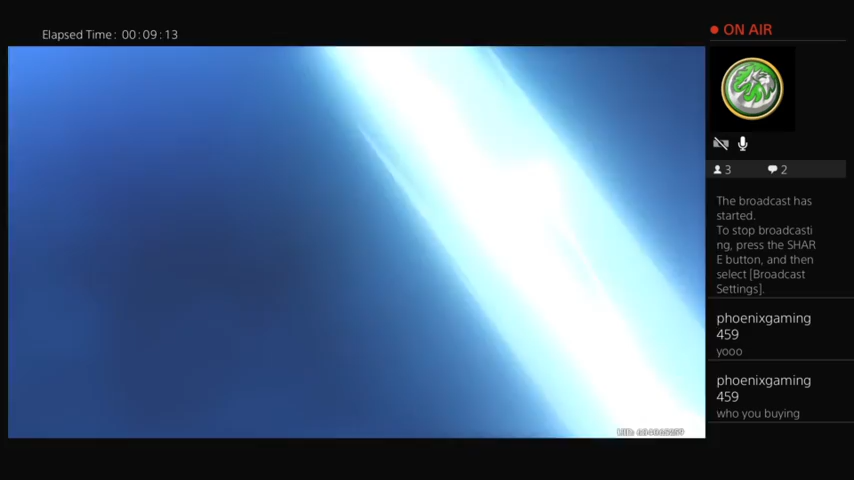 Elapsed Time: 00:09:13
ON AIR
3
2
The broadcast has
started.
To stop broadcasti
ng, press the SHAR
E button, and then
select [Broadcast
Settings].
phoenixgaming
459
yooo
phoenixgaming
459
who you buying